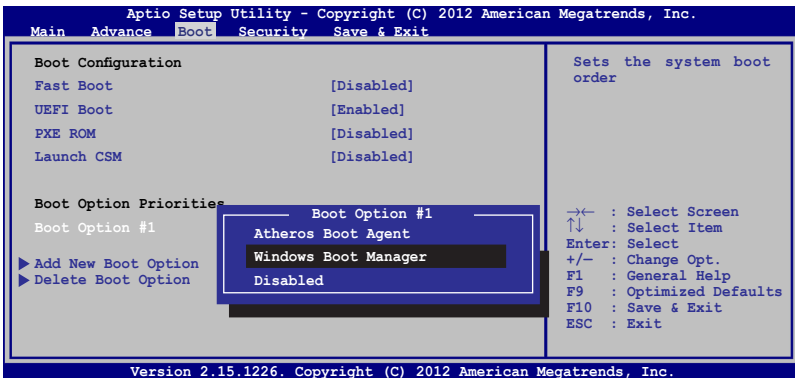 Aptio Setup Utility - Copyright (C) 2012 American Megatrends, Inc.
Main Advance Boot Security Save & Exit
Boot Configuration
Fast Boot [Disabled]
UEFI Boot [Enabled]
PXE ROM [Disabled]
Launch CSM [Disabled]
Boot Option Priorities
Boot Option #1
Add New Boot Option
Delete Boot Option
Boot Option #1
Atheros Boot Agent
Windows Boot Manager
Disabled
Sets the system boot
order
→← : Select Screen
↑↓ : Select Item
Enter: Select
+/— : Change Opt.
F1 : General Help
F9 : Optimized Defaults
F10 : Save & Exit
ESC : Exit
Version 2.15.1226. Copyright (C) 2012 American Megatrends, Inc.